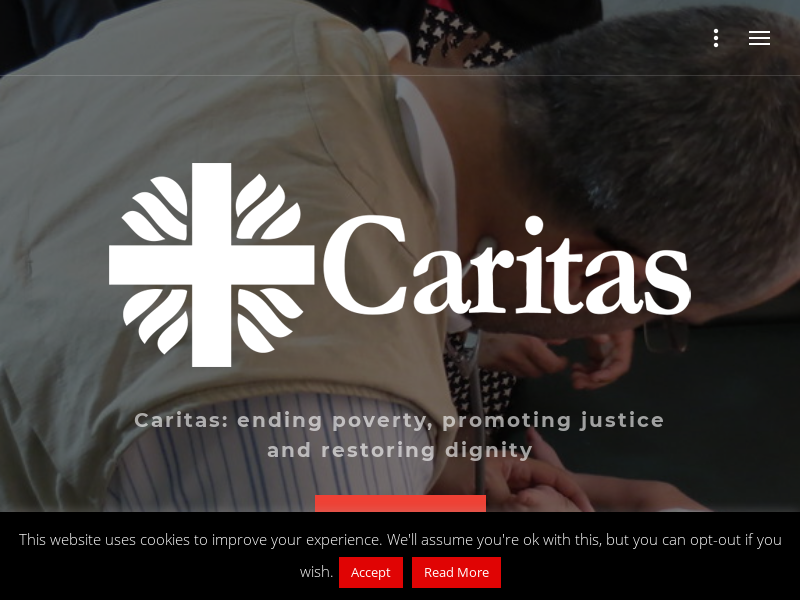 Caritas
Caritas: ending poverty, promoting justice
and restoring dignity
This website uses cookies to improve your experience. We'll assume you're ok with this, but you can opt-out if you
wish. Accept Read More